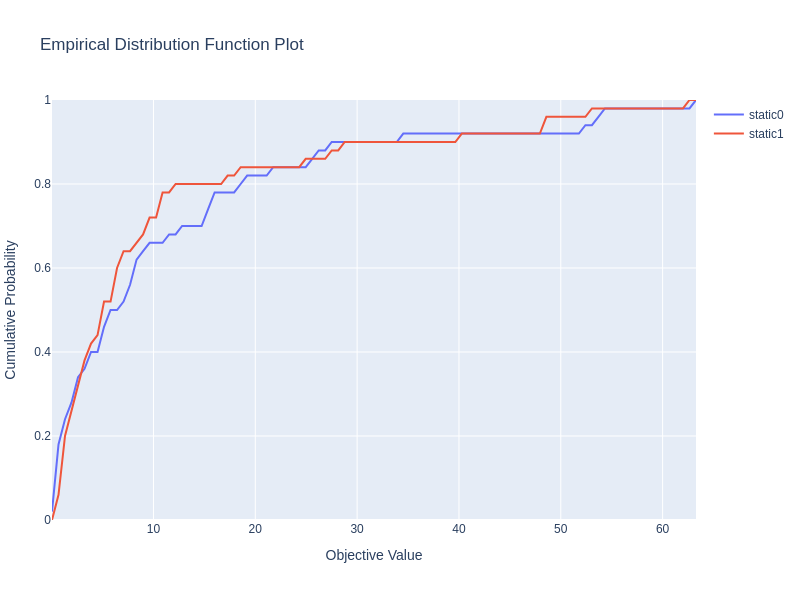 Empirical Distribution Function Plot
1
0.8
0.6
0.4
0.2
0
10
20
30
40
50
60
Cumulative Probability
Objective Value
static0
static1